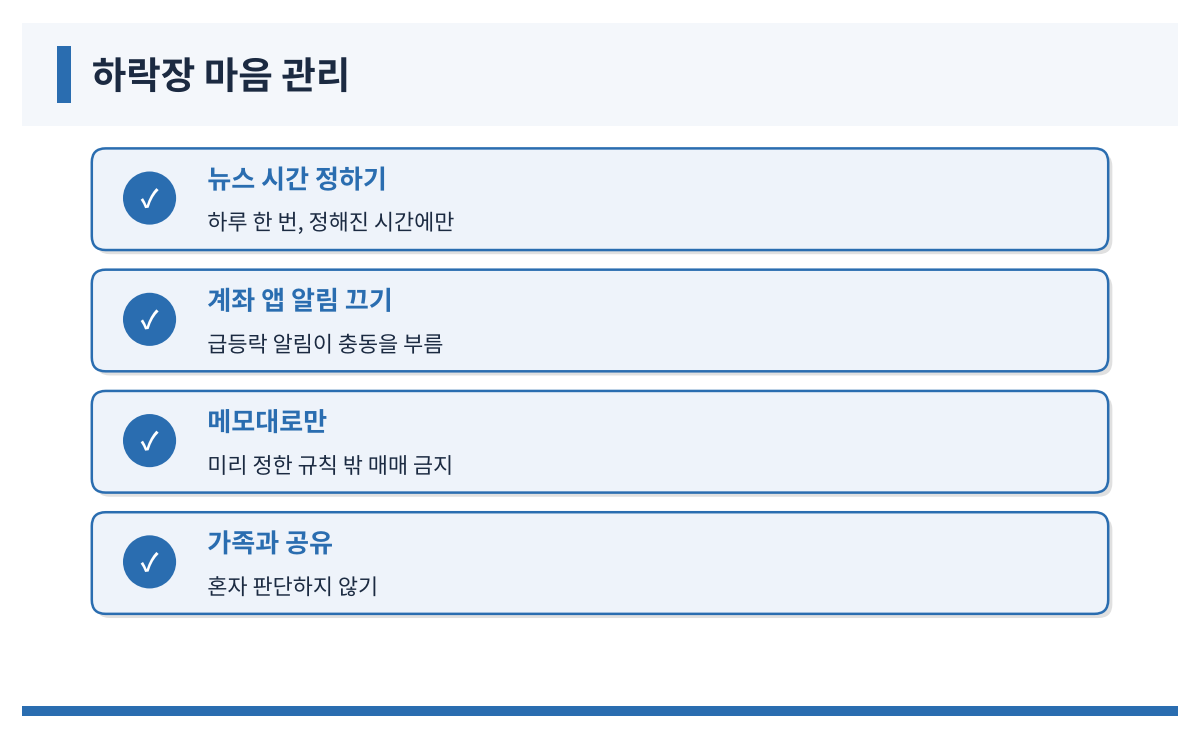 하락장 마음 관리
✓
뉴스 시간 정하기
하루 한 번, 정해진 시간에만
✓
계좌 앱 알림 끄기
급등락 알림이 충동을 부름
✓
메모대로만
미리 정한 규칙 밖 매매 금지
✓
가족과 공유
혼자 판단하지 않기